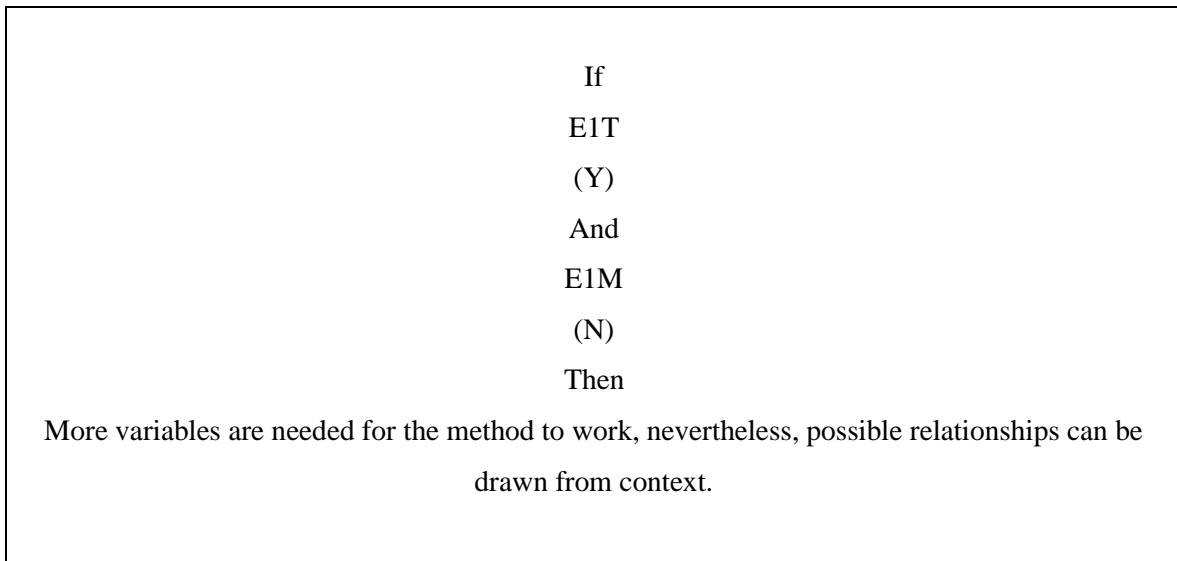 If
E1T
(Y)
And
E1M
(N)
Then
More variables are needed for the method to work, nevertheless, possible relationships can be
drawn from context.